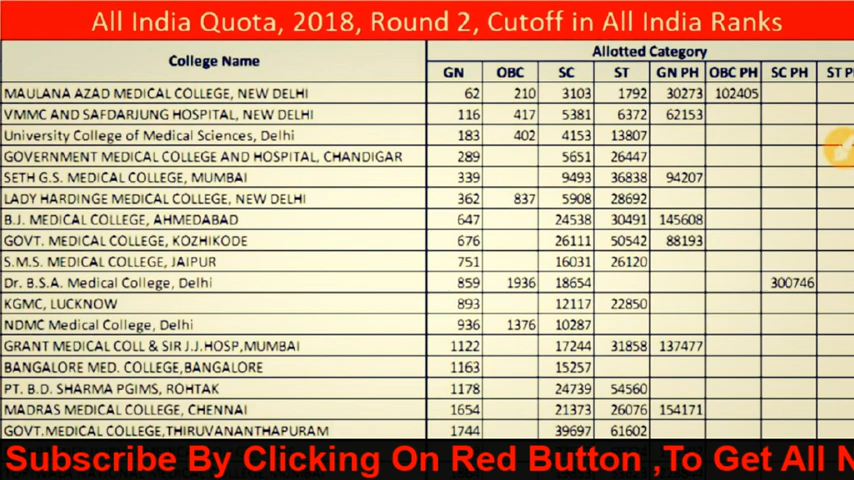 All India Quota, 2018, Round 2, Cutoff in All India Ranks
College Name Allotted Category
GN OBC SC ST GN PH OBC PH SC PH ST P
MAULANA AZAD MEDICAL COLLEGE, NEW DELHI 62 210 3103 1792 30273 102405
VMMC AND SAFDARJUNG HOSPITAL, NEW DELHI 116 417 5381 6372 62153
University College of Medical Sciences, Delhi 183 402 4153 13807
GOVERNMENT MEDICAL COLLEGE AND HOSPITAL, CHANDIGAR 289 5651 26447
SETH G.S. MEDICAL COLLEGE, MUMBAI 339 9493 36838 94207
LADY HARDINGE MEDICAL COLLEGE, NEW DELHI 362 837 5908 28692
B.J. MEDICAL COLLEGE, AHMEDABAD 647 24538 30491 145608
GOVT. MEDICAL COLLEGE, KOZHIKODE 676 26111 50542 88193
S.M.S. MEDICAL COLLEGE, JAIPUR 751 16031 26120
Dr. B.S.A. Medical College, Delhi 859 1936 18654 300746
KGMC, LUCKNOW 893 12117 22850
NDMC Medical College, Delhi 936 1376 10287
GRANT MEDICAL COLL & SIR J.J.HOSP,MUMBAI 1122 17244 31858 137477
BANGALORE MED. COLLEGE,BANGALORE 1163 15257
PT. B.D. SHARMA PGIMS, ROHTAK 1178 24739 54560
MADRAS MEDICAL COLLEGE, CHENNAI 1654 21373 26076 154171
GOVT.MEDICAL COLLEGE,THIRUVANANTHAPURAM 1744 39697 61602
Subscribe By Clicking On Red Button ,To Get All N